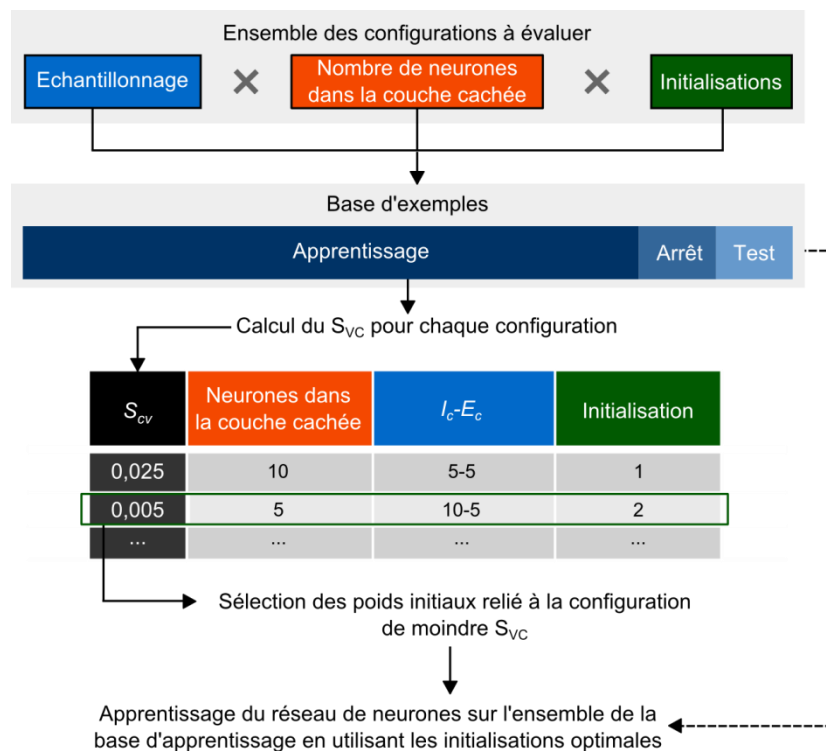 Ensemble des configurations à évaluer
Echantillonnage × Nombre de neurones × Initialisations
dans la couche cachée
Base d'exemples
Apprentissage Arrêt Test
Calcul du SVC pour chaque configuration
Scv Neurones dans la couche cachée Ic-Ec Initialisation
0,025 10 5-5 1
0,005 5 10-5 2
... ... ... ...
Sélection des poids initiaux relié à la configuration
de moindre SVC
Apprentissage du réseau de neurones sur l'ensemble de la
base d'apprentissage en utilisant les initialisations optimales